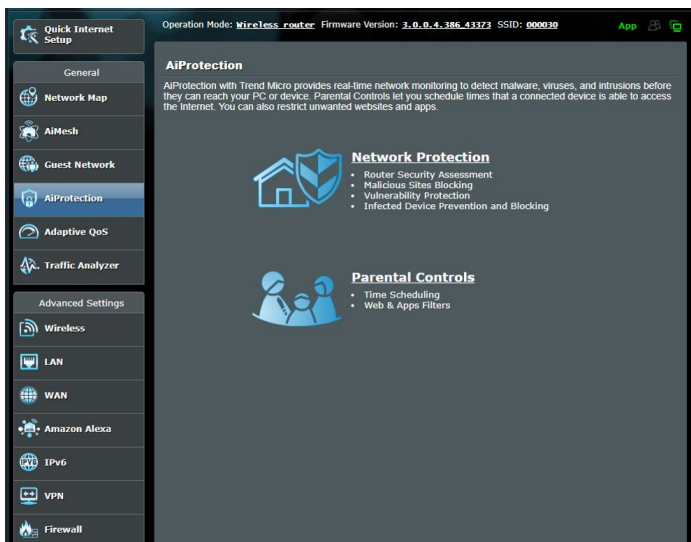 Quick Internet
Setup
Operation Mode: Wireless router Firmware Version: 3.0.0.4.386_43373 SSID: 000030
App
General
Network Map
AiMesh
Guest Network
AiProtection
Adaptive QoS
Traffic Analyzer
Advanced Settings
Wireless
LAN
WAN
Amazon Alexa
IPv6
IPv6
VPN
Firewall
AiProtection
AiProtection with Trend Micro provides real-time network monitoring to detect malware, viruses, and intrusions before
they can reach your PC or device. Parental Controls let you schedule times that a connected device is able to access
the Internet. You can also restrict unwanted websites and apps.
Network Protection
• Router Security Assessment
• Malicious Sites Blocking
• Vulnerability Protection
• Infected Device Prevention and Blocking
Parental Controls
• Time Scheduling
• Web & Apps Filters